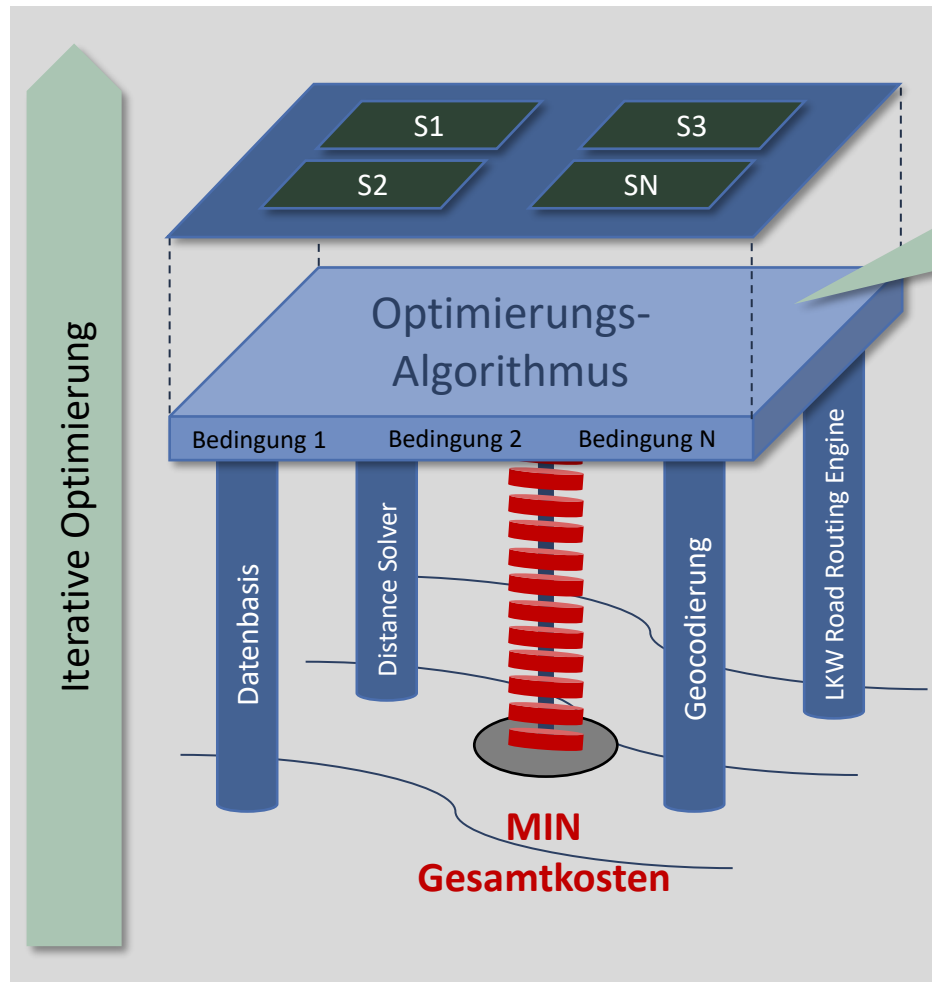 S1
S3
S2
SN
Optimierungs-
Algorithmus
Bedingung 1
Bedingung 2
Bedingung N
Iterative Optimierung
Datenbasis
Distance Solver
Geocodierung
LKW Road Routing Engine
MIN
Gesamtkosten